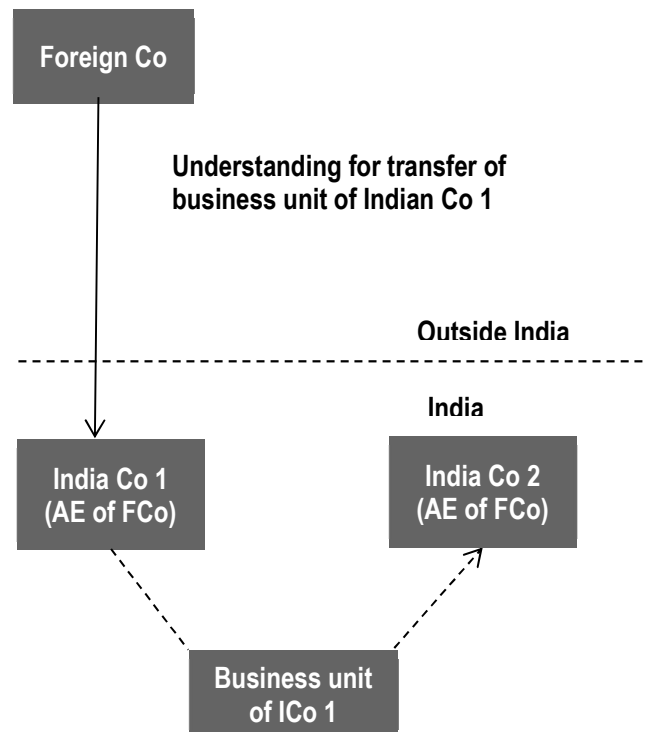 Foreign Co
Understanding for transfer of
business unit of Indian Co 1
Outside India
India
India Co 1
(AE of FCo)
India Co 2
(AE of FCo)
Business unit
of ICo 1